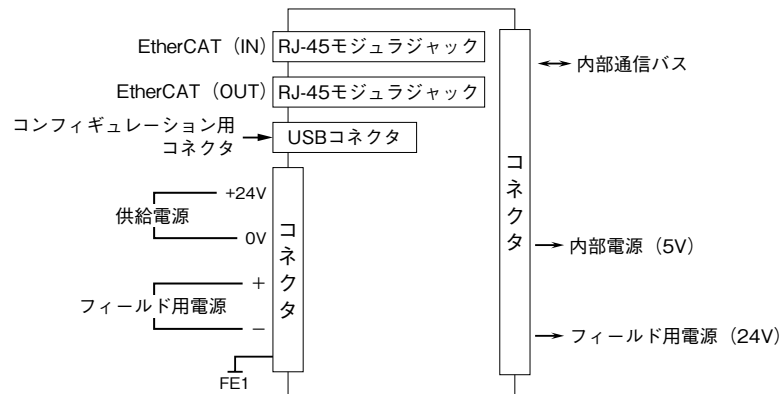 EtherCAT（IN）
RJ-45モジュラジャック
EtherCAT（OUT）
RJ-45モジュラジャック
コンフィギュレーション用
コネクタ
USBコネクタ
+24V
供給電源
0V
+
フィールド用電源
−
FE1
コネクタ
コネクタ
内部通信バス
内部電源（5V）
フィールド用電源（24V）